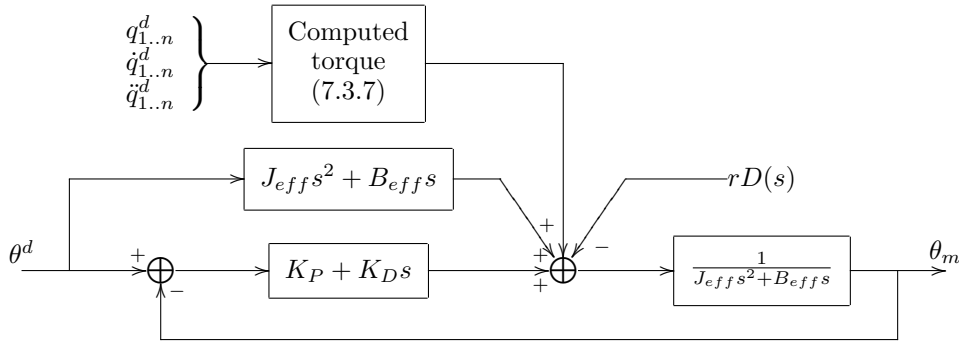 q^d_{1..n}
\dot{q}^d_{1..n}
\ddot{q}^d_{1..n}
Computed
torque
(7.3.7)
J_{eff}s^2 + B_{eff}s
rD(s)
+
+
−
θ^d
+
−
K_P + K_D s
+
\frac{1}{J_{eff}s^2+B_{eff}s}
θ_m